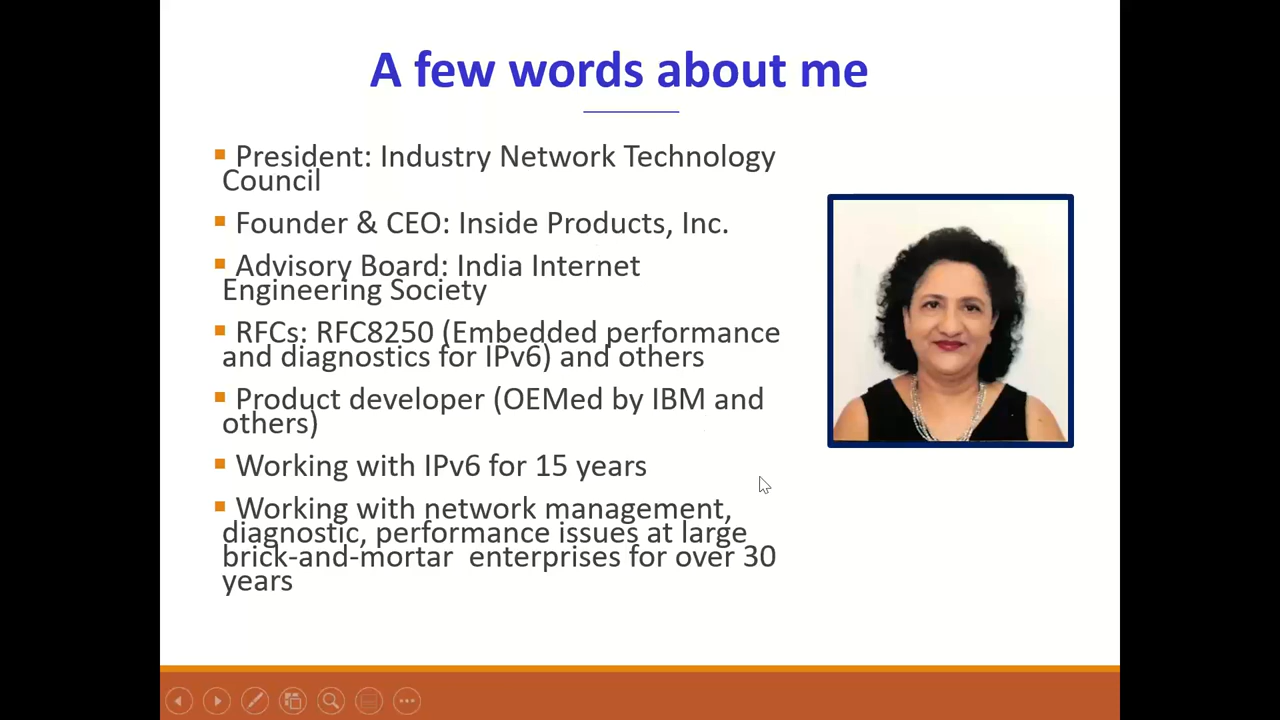 A few words about me
President: Industry Network Technology
Council
Founder & CEO: Inside Products, Inc.
Advisory Board: India Internet
Engineering Society
RFCs: RFC8250 (Embedded performance
and diagnostics for IPv6) and others
Product developer (OEMed by IBM and
others)
Working with IPv6 for 15 years
Working with network management,
diagnostic, performance issues at large
brick-and-mortar  enterprises for over 30
years